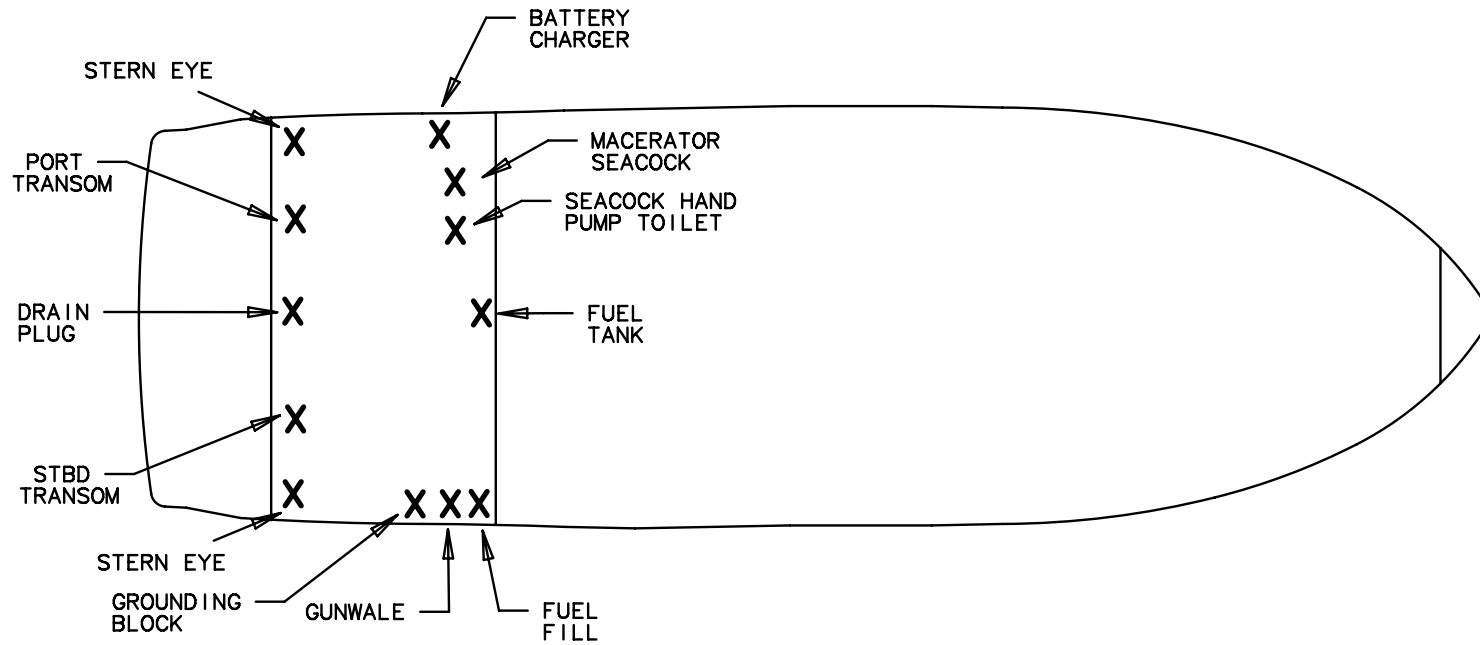 BATTERY
CHARGER
STERN EYE
MACERATOR
SEACOCK
PORT
TRANSOM
SEACOCK HAND
PUMP TOILET
DRAIN
PLUG
FUEL
TANK
STBD
TRANSOM
STERN EYE
GROUNDING
BLOCK
GUNWALE
FUEL
FILL